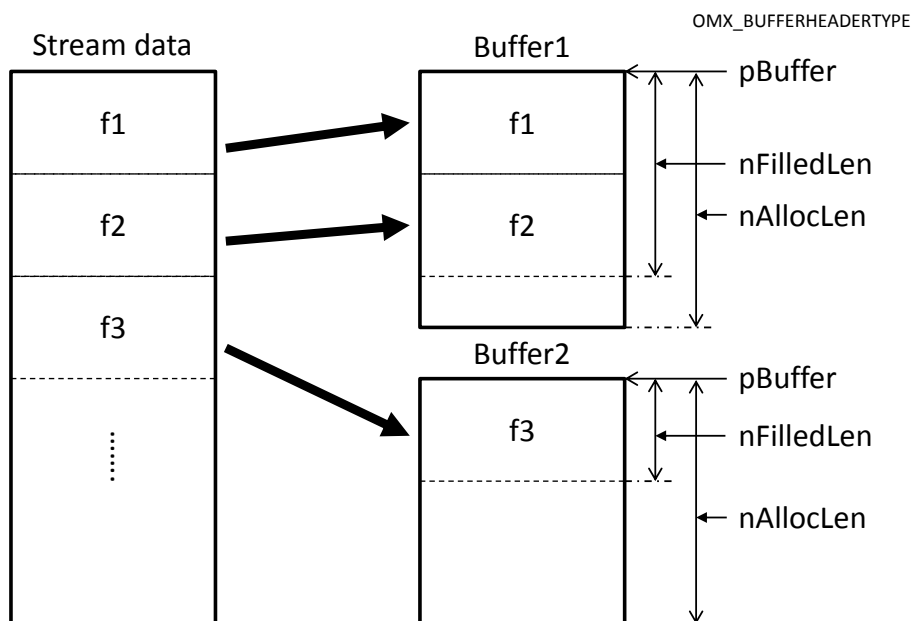 OMX_BUFFERHEADERTYPE
Stream data
Buffer1
pBuffer
f1
f1
nFilledLen
nAllocLen
f2
f2
f3
Buffer2
pBuffer
f3
nFilledLen
......
nAllocLen